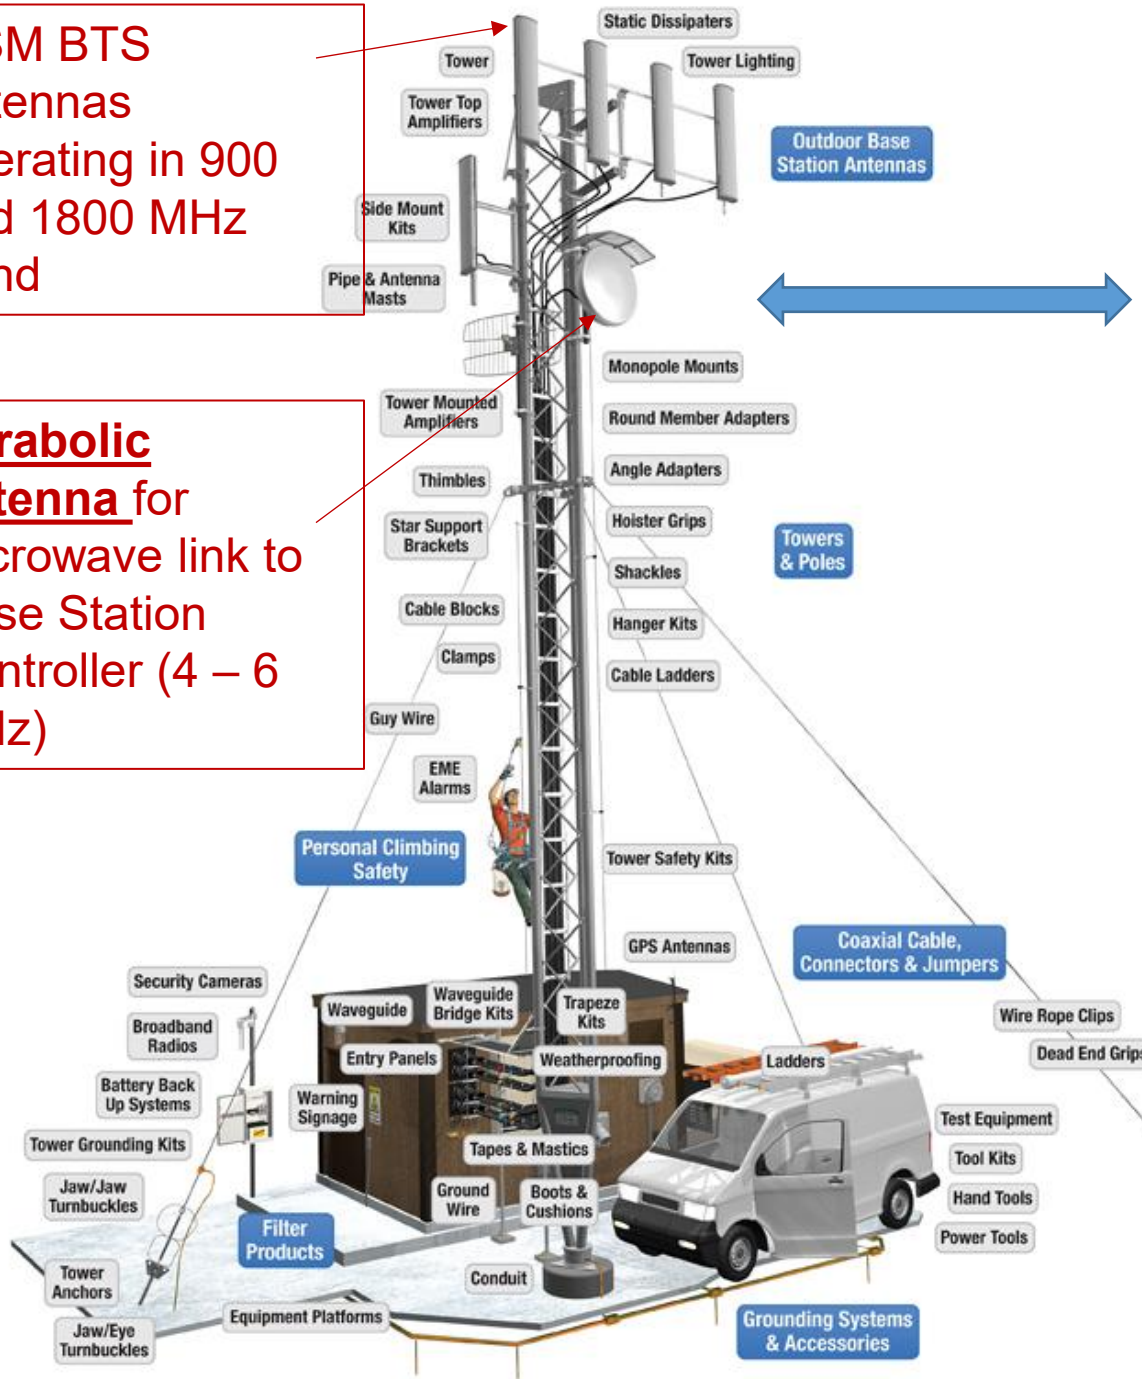 SM BTS
tennas
erating in 900
d 1800 MHz
nd
rabolic
tenna for
crowave link to
se Station
ntroller (4 – 6
Hz)
Static Dissipaters
Tower
Tower Lighting
Tower Top
Amplifiers
Outdoor Base
Station Antennas
Side Mount
Kits
Pipe & Antenna
Masts
Monopole Mounts
Tower Mounted
Amplifiers
Round Member Adapters
Thimbles
Angle Adapters
Star Support
Brackets
Hoister Grips
Towers
& Poles
Shackles
Cable Blocks
Hanger Kits
Clamps
Cable Ladders
Guy Wire
EME
Alarms
Personal Climbing
Safety
Tower Safety Kits
GPS Antennas
Coaxial Cable,
Connectors & Jumpers
Security Cameras
Waveguide
Waveguide
Bridge Kits
Trapeze
Kits
Wire Rope Clips
Broadband
Radios
Entry Panels
Weatherproofing
Ladders
Dead End Grips
Battery Back
Up Systems
Warning
Signage
Test Equipment
Tower Grounding Kits
Tapes & Mastics
Tool Kits
Jaw/Jaw
Turnbuckles
Ground
Wire
Boots &
Cushions
Hand Tools
Filter
Products
Power Tools
Tower
Anchors
Conduit
Equipment Platforms
Jaw/Eye
Turnbuckles
Grounding Systems
& Accessories